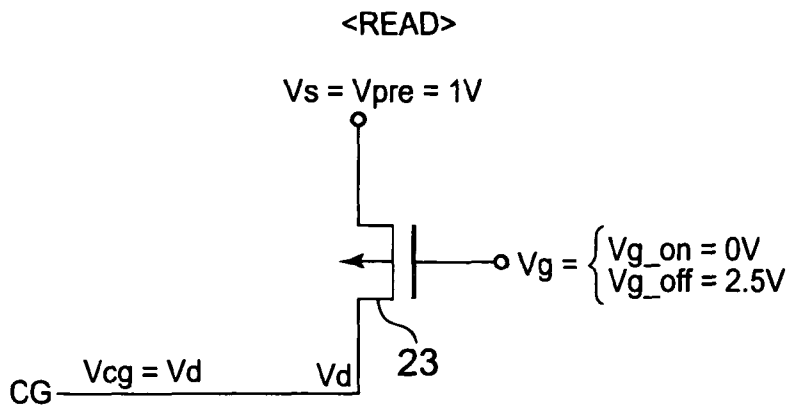 <READ>
Vs = Vpre = 1V
Vg = { Vg_on = 0V
Vg_off = 2.5V
23
Vcg = Vd
Vd
CG